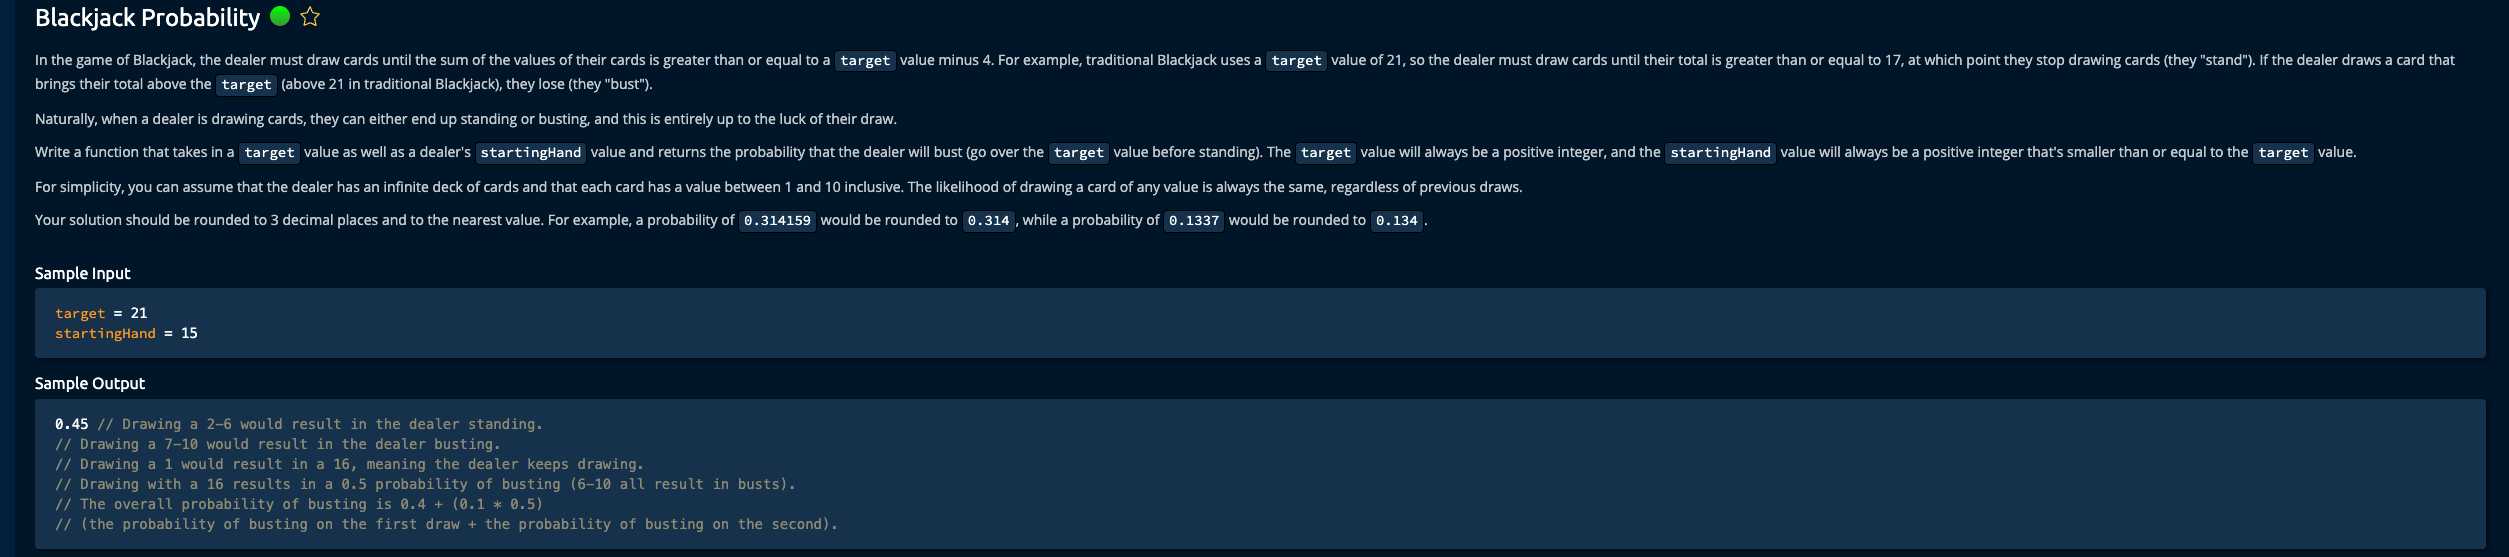 Blackjack Probability
In the game of Blackjack, the dealer must draw cards until the sum of the values of their cards is greater than or equal to a target value minus 4. For example, traditional Blackjack uses a target value of 21, so the dealer must draw cards until their total is greater than or equal to 17, at which point they stop drawing cards (they "stand"). If the dealer draws a card that
brings their total above the target (above 21 in traditional Blackjack), they lose (they "bust").
Naturally, when a dealer is drawing cards, they can either end up standing or busting, and this is entirely up to the luck of their draw.
Write a function that takes in a target value as well as a dealer's startingHand value and returns the probability that the dealer will bust (go over the target value before standing). The target value will always be a positive integer, and the startingHand value will always be a positive integer that's smaller than or equal to the target value.
For simplicity, you can assume that the dealer has an infinite deck of cards and that each card has a value between 1 and 10 inclusive. The likelihood of drawing a card of any value is always the same, regardless of previous draws.
Your solution should be rounded to 3 decimal places and to the nearest value. For example, a probability of 0.314159 would be rounded to 0.314, while a probability of 0.1337 would be rounded to 0.134.
Sample Input
target = 21
startingHand = 15
Sample Output
0.45 // Drawing a 2-6 would result in the dealer standing.
// Drawing a 7-10 would result in the dealer busting.
// Drawing a 1 would result in a 16, meaning the dealer keeps drawing.
// Drawing with a 16 results in a 0.5 probability of busting (6-10 all result in busts).
// The overall probability of busting is 0.4 + (0.1 * 0.5)
// (the probability of busting on the first draw + the probability of busting on the second).